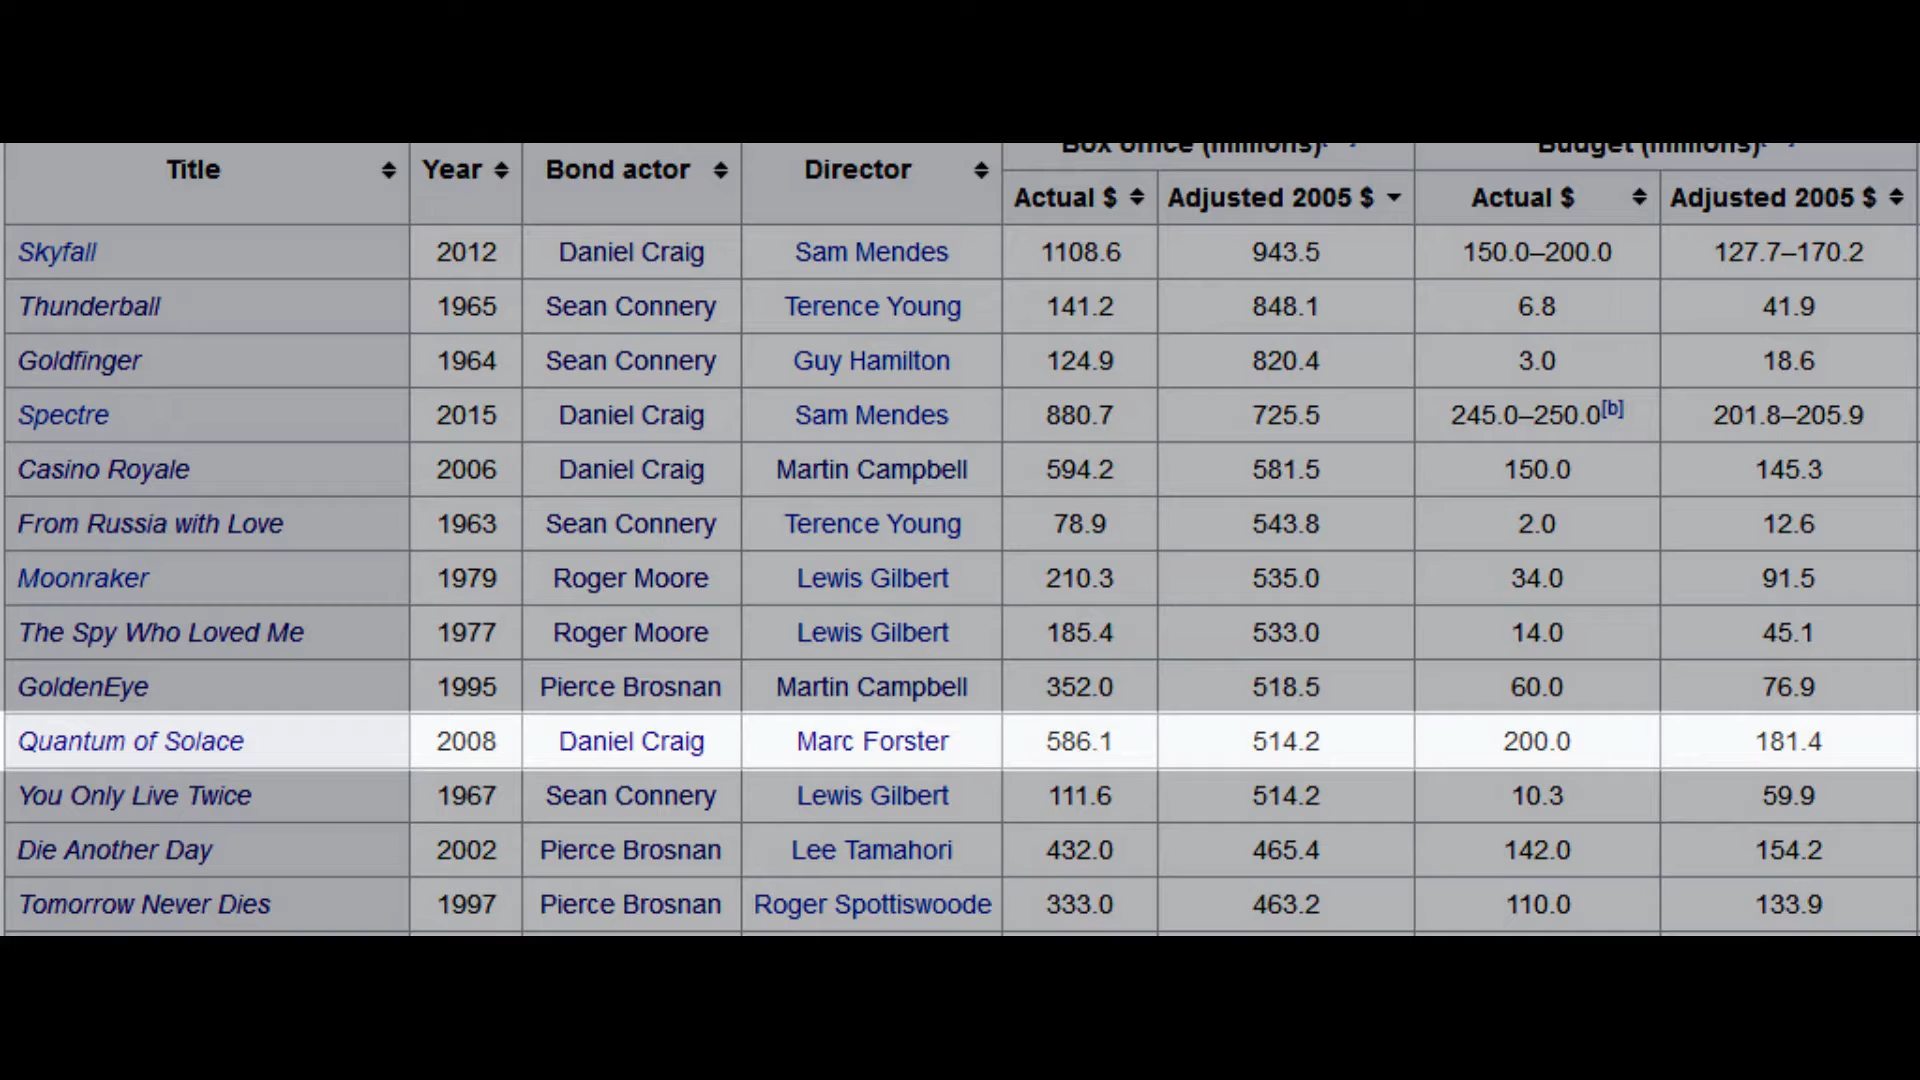 Box office (millions) Budget (millions)
Title Year Bond actor Director
Actual $ Adjusted 2005 $ Actual $ Adjusted 2005 $
Skyfall 2012 Daniel Craig Sam Mendes 1108.6 943.5 150.0–200.0 127.7–170.2
Thunderball 1965 Sean Connery Terence Young 141.2 848.1 6.8 41.9
Goldfinger 1964 Sean Connery Guy Hamilton 124.9 820.4 3.0 18.6
Spectre 2015 Daniel Craig Sam Mendes 880.7 725.5 245.0–250.0[b] 201.8–205.9
Casino Royale 2006 Daniel Craig Martin Campbell 594.2 581.5 150.0 145.3
From Russia with Love 1963 Sean Connery Terence Young 78.9 543.8 2.0 12.6
Moonraker 1979 Roger Moore Lewis Gilbert 210.3 535.0 34.0 91.5
The Spy Who Loved Me 1977 Roger Moore Lewis Gilbert 185.4 533.0 14.0 45.1
GoldenEye 1995 Pierce Brosnan Martin Campbell 352.0 518.5 60.0 76.9
Quantum of Solace 2008 Daniel Craig Marc Forster 586.1 514.2 200.0 181.4
You Only Live Twice 1967 Sean Connery Lewis Gilbert 111.6 514.2 10.3 59.9
Die Another Day 2002 Pierce Brosnan Lee Tamahori 432.0 465.4 142.0 154.2
Tomorrow Never Dies 1997 Pierce Brosnan Roger Spottiswoode 333.0 463.2 110.0 133.9